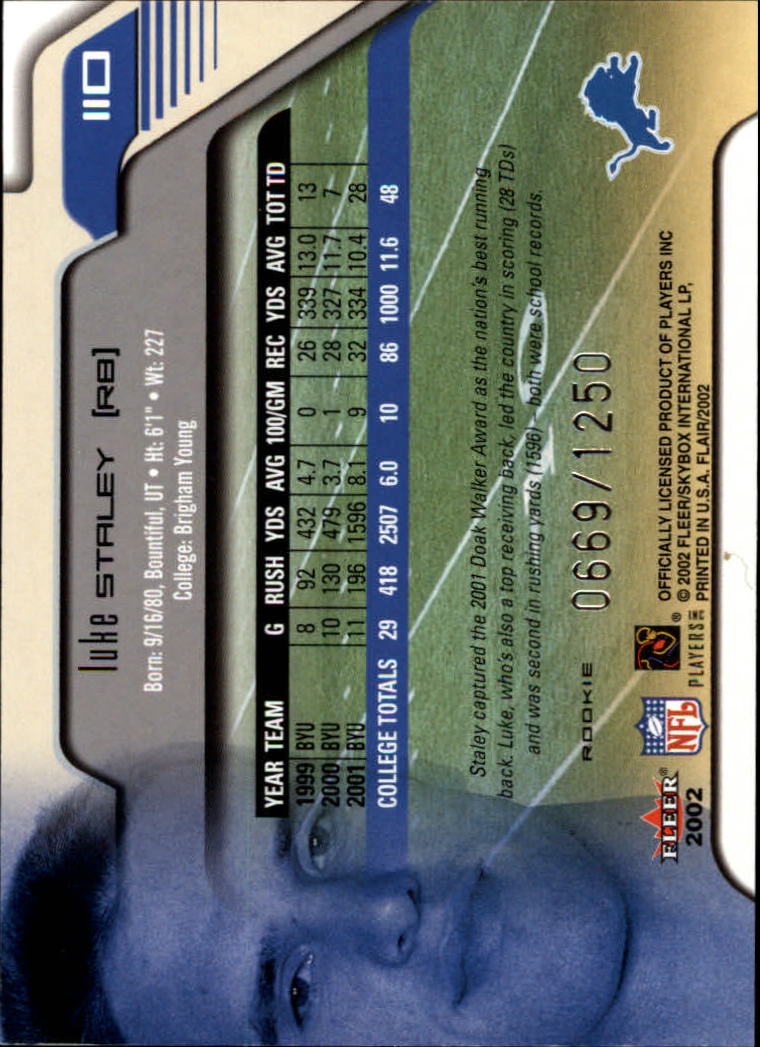 110
luke STALEY (RB)
Born: 9/16/80, Bountiful, UT • Ht: 6'1" • Wt: 227
College: Brigham Young
YEAR TEAM G RUSH YDS AVG 100/GM REC YDS AVG TOT TD
1999 BYU 8 92 432 4.7 0 26 339 13.0 13
2000 BYU 10 130 479 3.7 1 28 327 11.7 7
2001 BYU 11 196 1596 8.1 9 32 334 10.4 28
COLLEGE TOTALS 29 418 2507 6.0 10 86 1000 11.6 48
Staley captured the 2001 Doak Walker Award as the nation's best running
back. Luke, who's also a top receiving back, led the country in scoring (28 TDs)
and was second in rushing yards (1596) – both were school records.
ROOKIE 0669/1250
FLEER®
2002
NFL
PLAYERS INC
®
OFFICIALLY LICENSED PRODUCT OF PLAYERS INC
© 2002 FLEER/SKYBOX INTERNATIONAL LP,
PRINTED IN U.S.A. FLAIR/2002